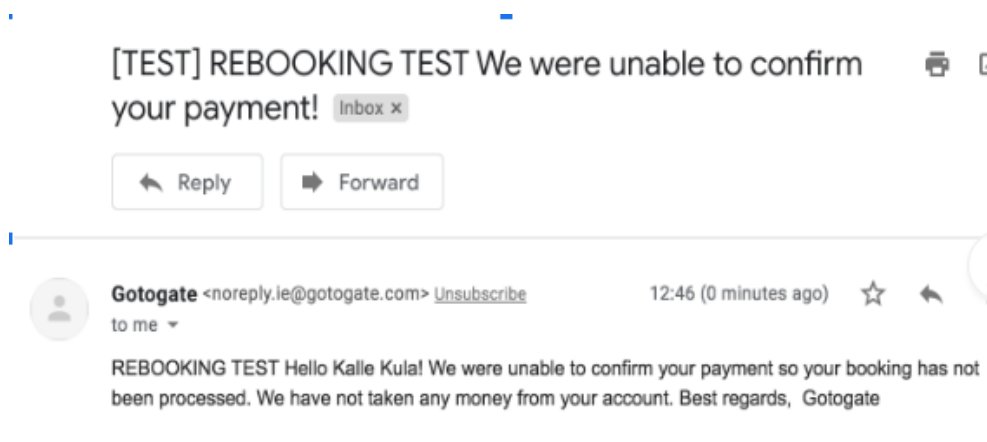 [TEST] REBOOKING TEST We were unable to confirm
your payment! Inbox ×
Reply Forward
Gotogate <noreply.ie@gotogate.com> Unsubscribe 12:46 (0 minutes ago)
to me
REBOOKING TEST Hello Kalle Kula! We were unable to confirm your payment so your booking has not
been processed. We have not taken any money from your account. Best regards, Gotogate